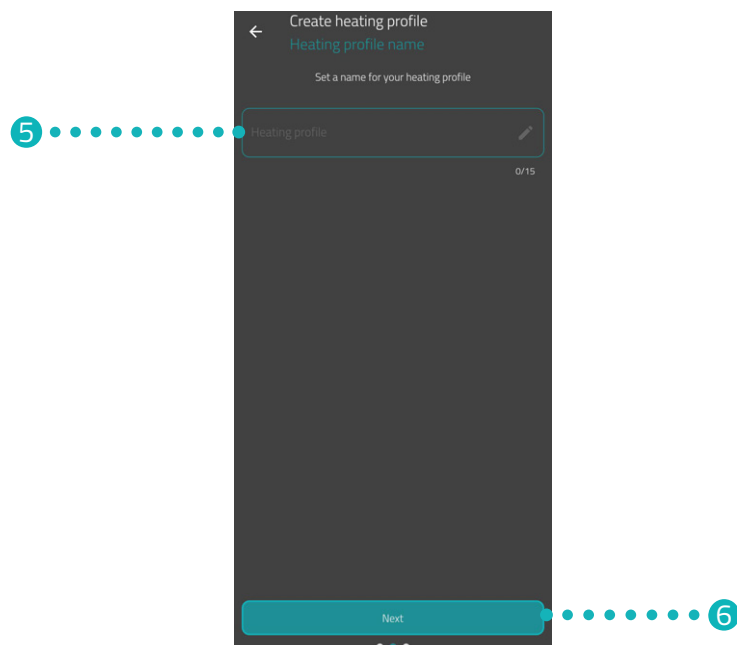 Create heating profile
Heating profile name
Set a name for your heating profile
5
Heating profile
0/15
Next
6